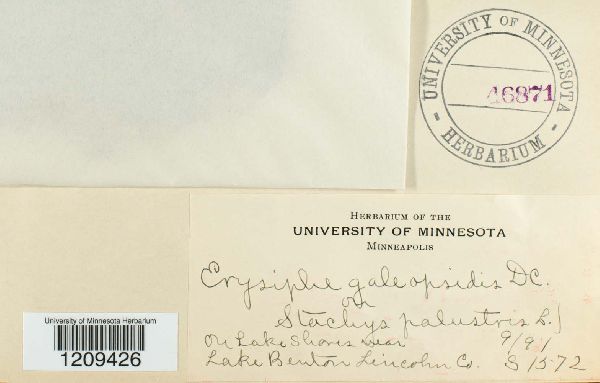 UNIVERSITY OF MINNESOTA
46871
- HERBARIUM -
HERBARIUM OF THE
UNIVERSITY OF MINNESOTA
MINNEAPOLIS
Erysiphe galeopsidis DC.
on
Stachys palustris L.
On Lake Shores near 9/91
Lake Benton Lincoln Co. S 1572
University of Minnesota Herbarium
1209426